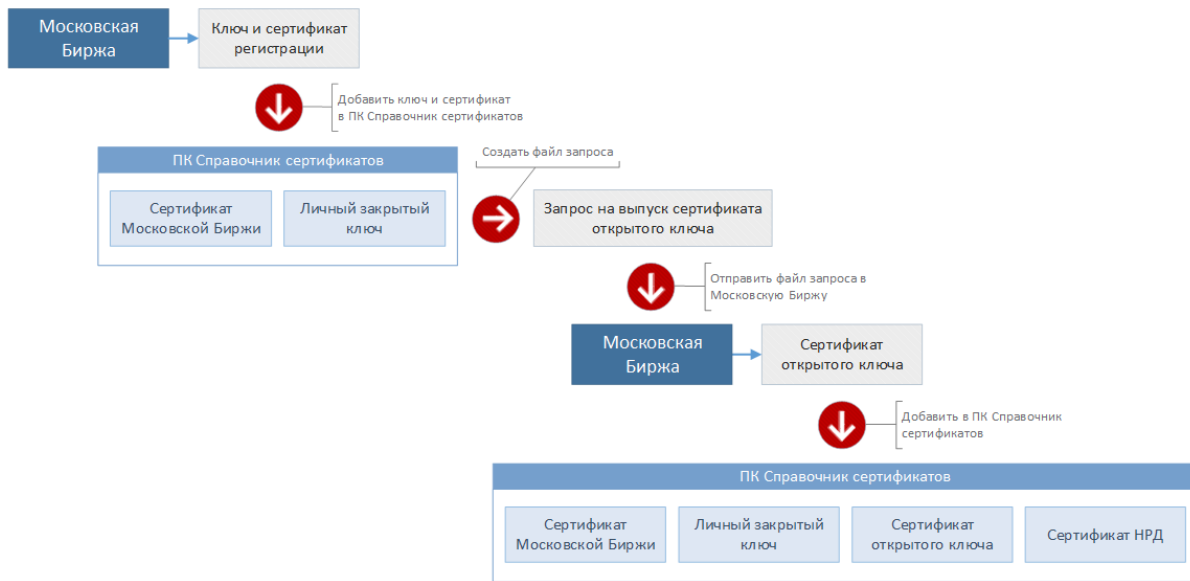 Московская
Биржа
Ключ и сертификат
регистрации
Добавить ключ и сертификат
в ПК Справочник сертификатов
ПК Справочник сертификатов
Сертификат
Московской Биржи
Личный закрытый
ключ
Создать файл запроса
Запрос на выпуск сертификата
открытого ключа
Отправить файл запроса в
Московскую Биржу
Московская
Биржа
Сертификат
открытого ключа
Добавить в ПК Справочник
сертификатов
ПК Справочник сертификатов
Сертификат
Московской Биржи
Личный закрытый
ключ
Сертификат
открытого ключа
Сертификат НРД